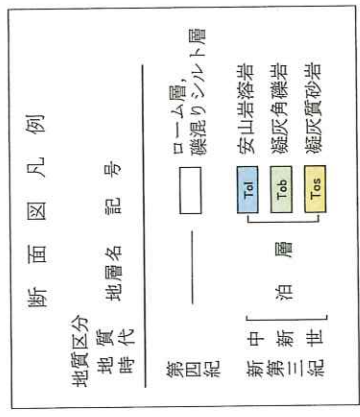 断面図凡例
地質区分
地質時代 地層名 記号
第四紀 ―― ローム層,
礫混りシルト層
新第三紀 中新世 泊層
Tol 安山岩溶岩
Tob 凝灰角礫岩
Tos 凝灰質砂岩